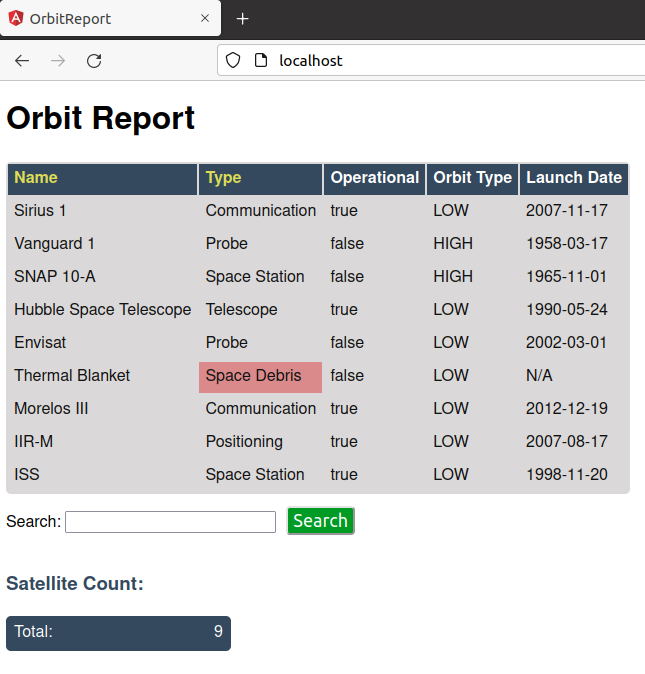 OrbitReport
localhost
Orbit Report
Name Type Operational Orbit Type Launch Date
Sirius 1 Communication true LOW 2007-11-17
Vanguard 1 Probe false HIGH 1958-03-17
SNAP 10-A Space Station false HIGH 1965-11-01
Hubble Space Telescope Telescope true LOW 1990-05-24
Envisat Probe false LOW 2002-03-01
Thermal Blanket Space Debris false LOW N/A
Morelos III Communication true LOW 2012-12-19
IIR-M Positioning true LOW 2007-08-17
ISS Space Station true LOW 1998-11-20
Search: Search
Satellite Count:
Total: 9